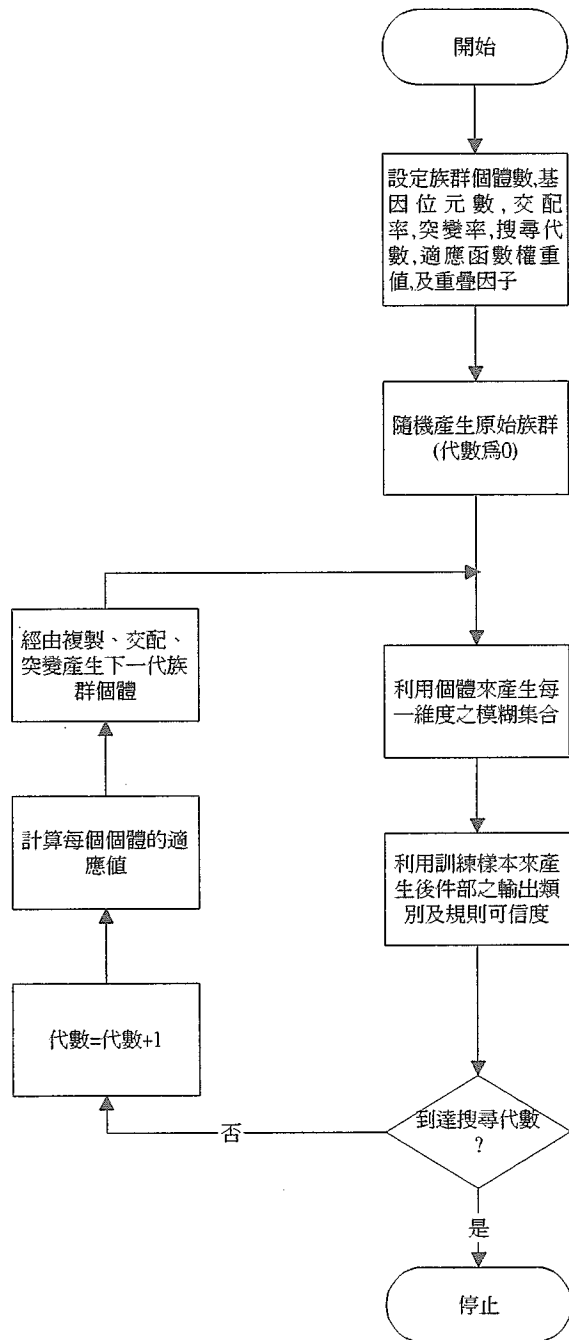 開始
設定族群個體數,基
因位元數,交配
率,突變率,搜尋代
數,適應函數權重
值,及重疊因子
隨機產生原始族群
(代數爲0)
經由複製、交配、
突變產生下一代族
群個體
利用個體來產生每
一維度之模糊集合
計算每個個體的適
應值
利用訓練樣本來產
生後件部之輸出類
別及規則可信度
代數=代數+1
到達搜尋代數
?
否
是
停止